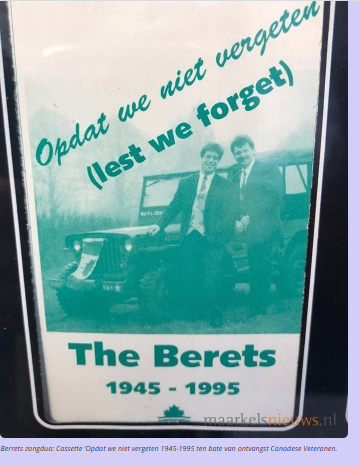 Opdat we niet vergeten
(lest we forget)
The Berets
1945 - 1995
maarkelsnieuws.nl
Berrets zangduo: Cassette 'Opdat we niet vergeten 1945-1995 ten bate van ontvangst Canadese Veteranen.